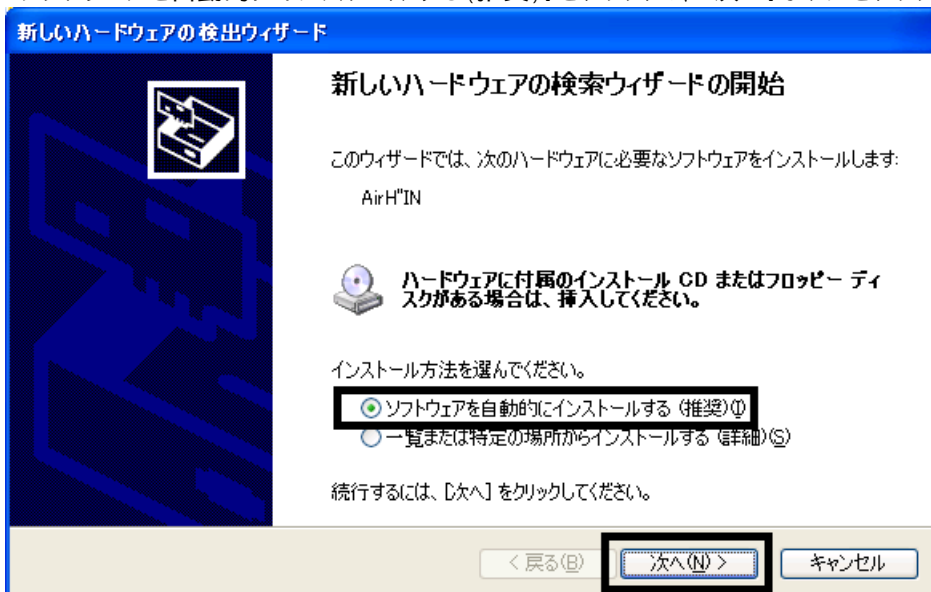 新しいハードウェアの検出ウィザード
新しいハードウェアの検索ウィザードの開始
このウィザードでは、次のハードウェアに必要なソフトウェアをインストールします:
AirH"IN
ハードウェアに付属のインストール CD またはフロッピー ディ
スクがある場合は、挿入してください。
インストール方法を選んでください。
ソフトウェアを自動的にインストールする (推奨)(I)
一覧または特定の場所からインストールする (詳細)(S)
続行するには、[次へ] をクリックしてください。
< 戻る(B) 次へ(N) > キャンセル